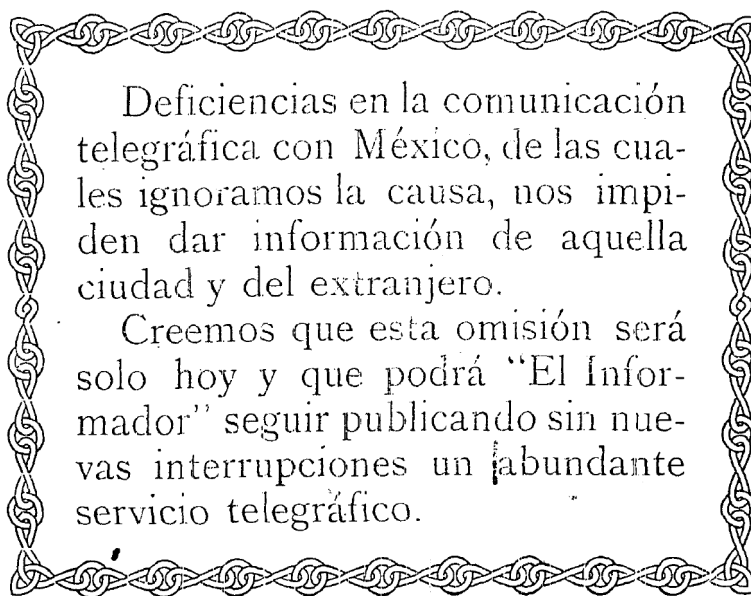 Deficiencias en la comunicación
telegráfica con México, de las cua-
les ignoramos la causa, nos impi-
den dar información de aquella
ciudad y del extranjero.
Creemos que esta omisión será
solo hoy y que podrá “El Infor-
mador” seguir publicando sin nue-
vas interrupciones un abundante
servicio telegráfico.